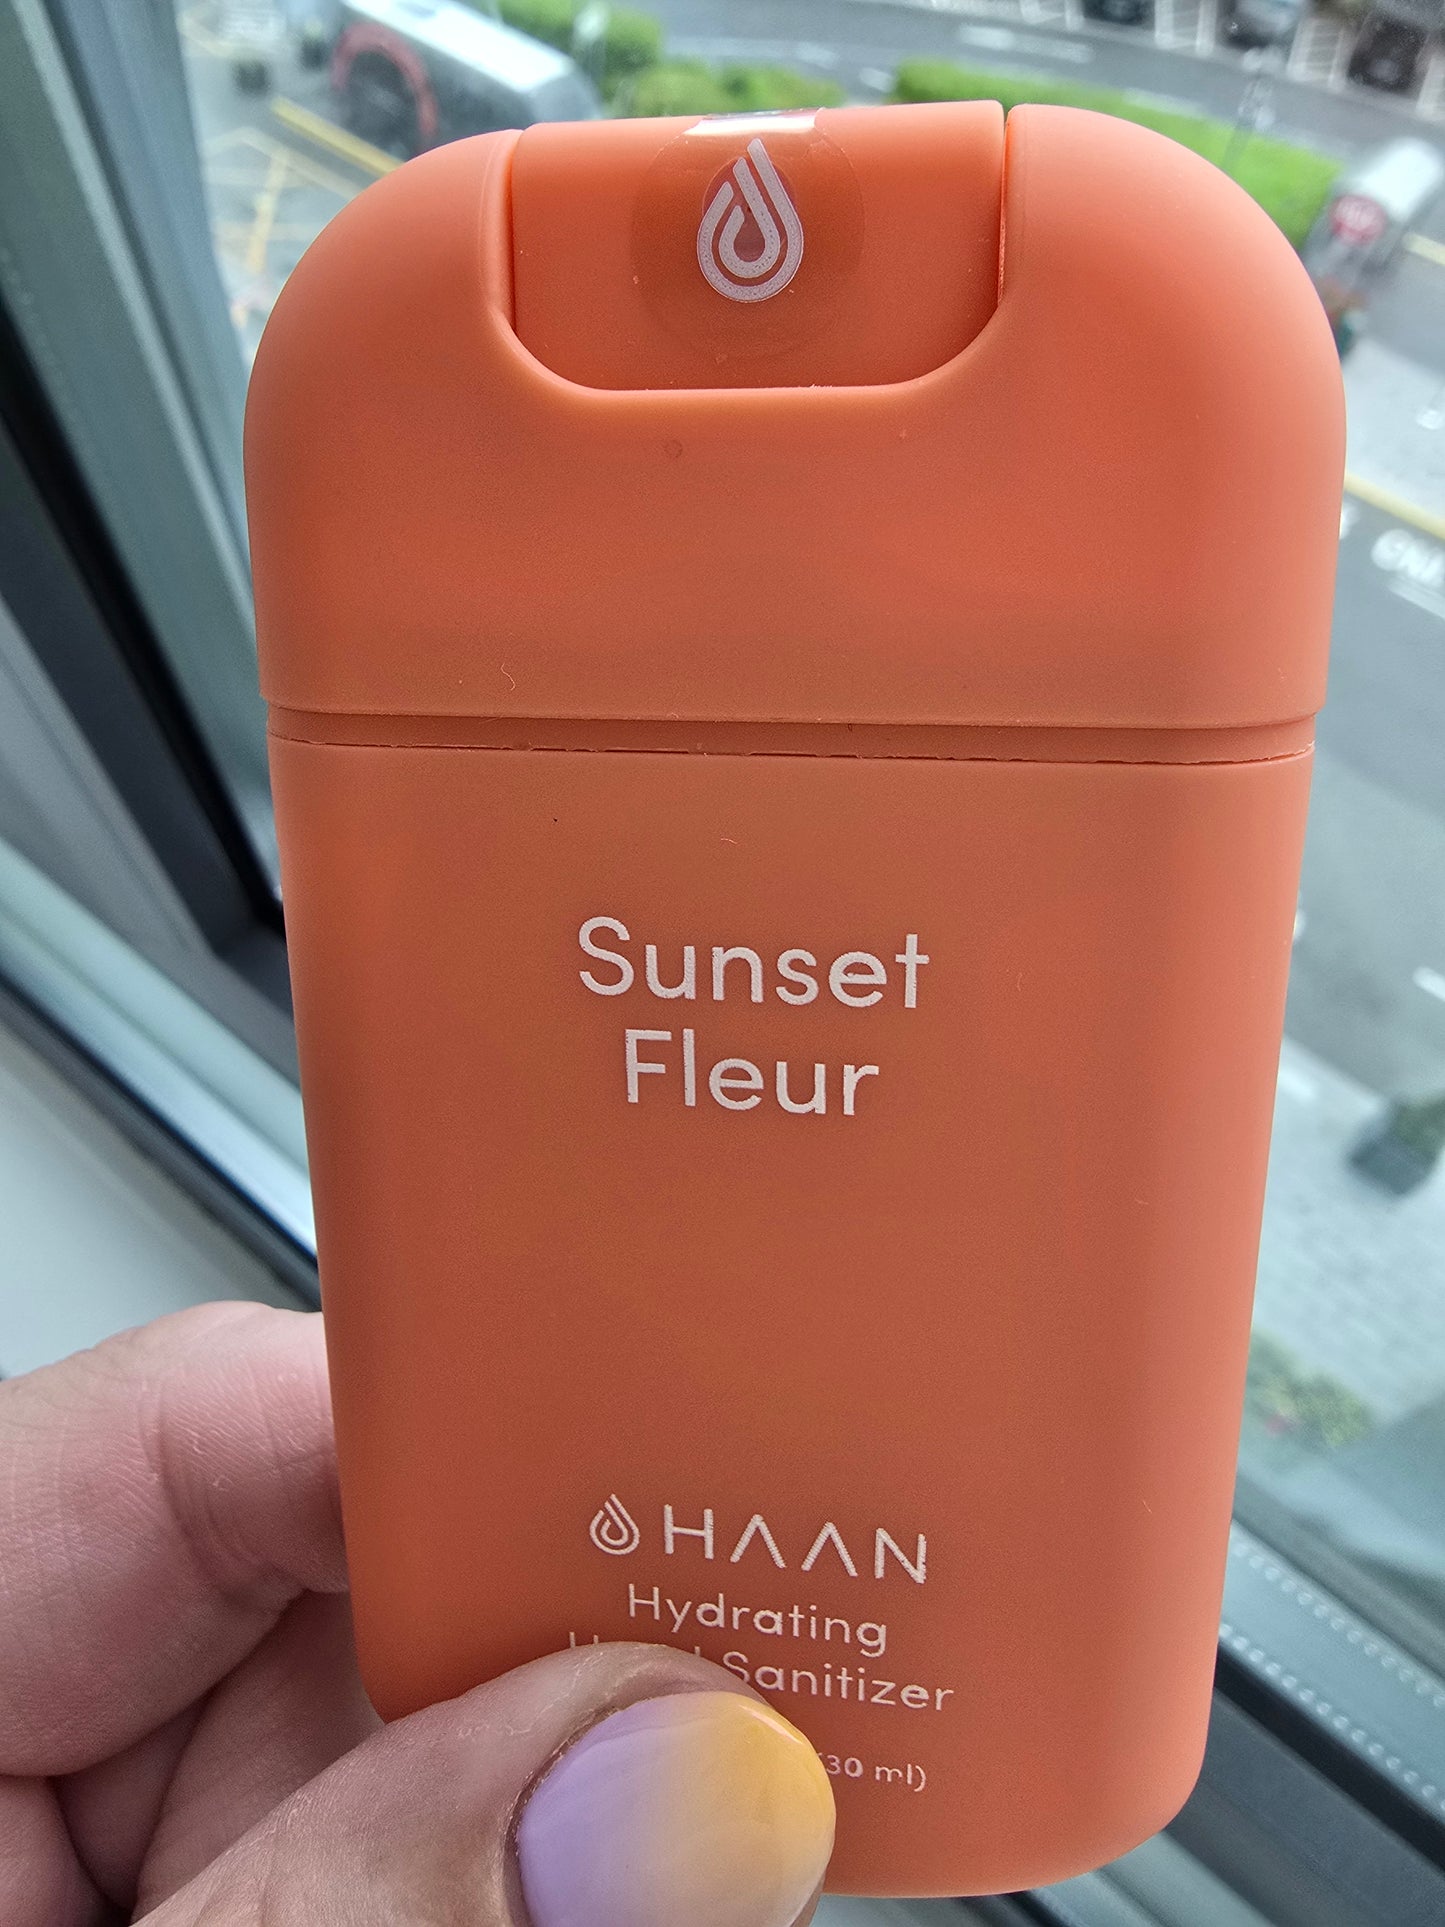 Sunset
Fleur
HAAN
Hydrating
Sanitizer
(30 ml)